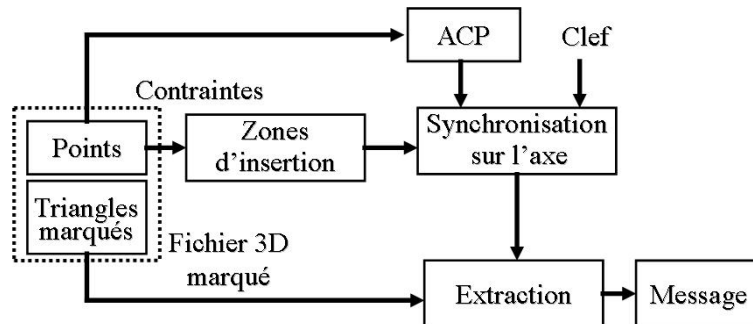 ACP
Clef
Contraintes
Points
Zones
d'insertion
Synchronisation
sur l'axe
Triangles
marqués
Fichier 3D
marqué
Extraction
Message